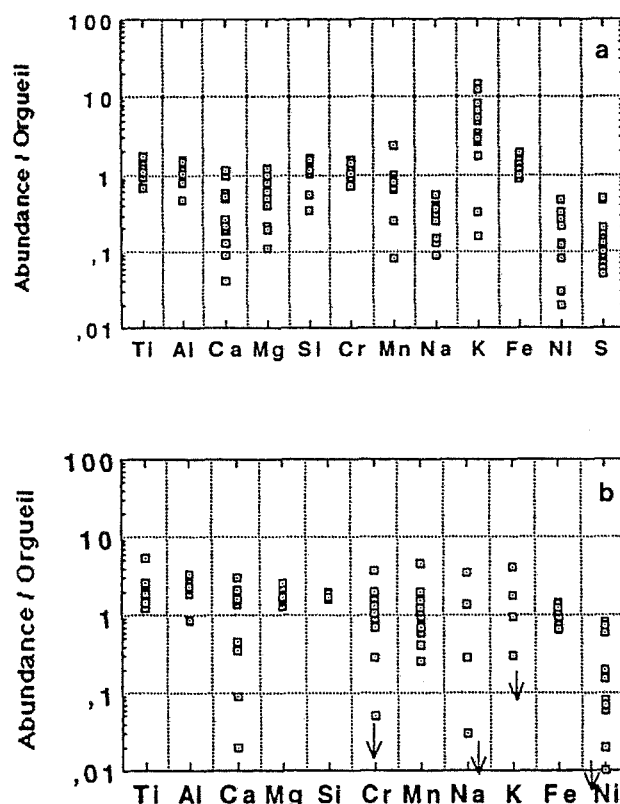 100
a
10
Abundance / Orgueil
1
,1
,01
Ti Al Ca Mg Si Cr Mn Na K Fe Ni S
100
b
10
Abundance / Orgueil
1
,1
,01
Ti Al Ca Mg Si Cr Mn Na K Fe Ni